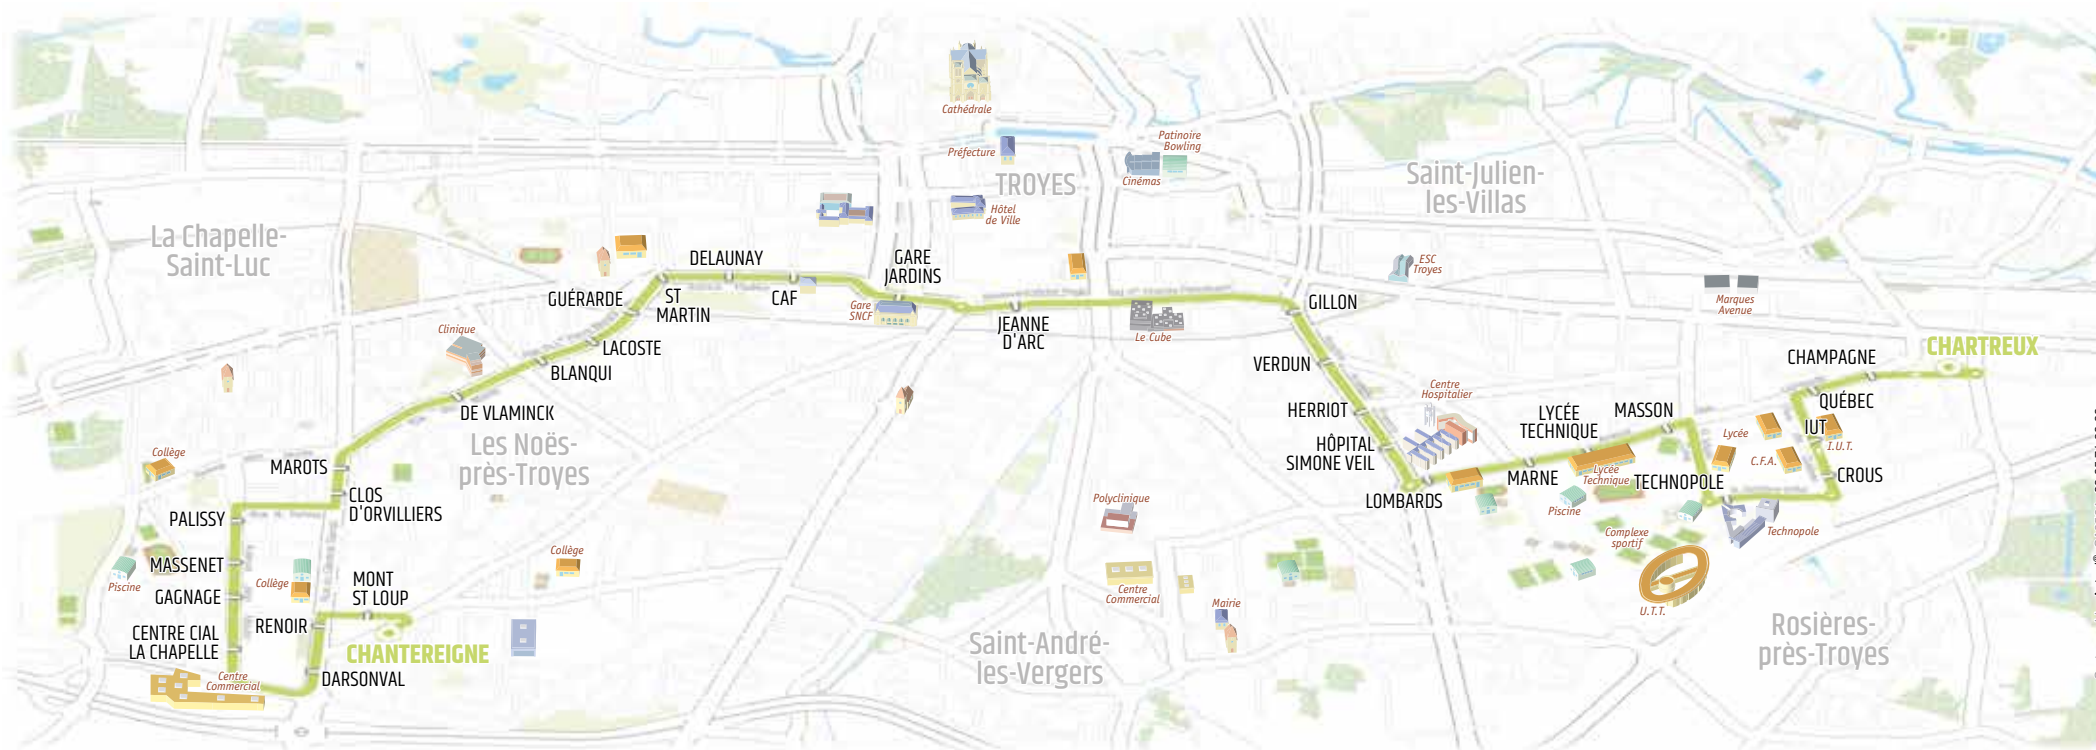 Cathédrale
Préfecture
Patinoire
Bowling
Cinémas
TROYES
Hôtel
de Ville
Saint-Julien-
les-Villas
La Chapelle-
Saint-Luc
DELAUNAY
GARE
JARDINS
ESC
Troyes
GUÉRARDE
ST
MARTIN
CAF
Gare
SNCF
JEANNE
D'ARC
Le Cube
GILLON
Marques
Avenue
Clinique
LACOSTE
BLANQUI
VERDUN
CHAMPAGNE
CHARTREUX
DE VLAMINCK
Les Noës-
près-Troyes
Centre
Hospitalier
HERRIOT
LYCÉE
TECHNIQUE
MASSON
QUÉBEC
IUT
I.U.T.
Lycée
C.F.A.
Collège
MAROTS
HÔPITAL
SIMONE VEIL
CROUS
MARNE
Lycée
Technique
TECHNOPOLE
CLOS
D'ORVILLIERS
LOMBARDS
Piscine
PALISSY
Polyclinique
Technopole
Complexe
sportif
MASSENET
Collège
Piscine
Collège
MONT
ST LOUP
GAGNAGE
Centre
Commercial
Mairie
U.T.T.
RENOIR
CENTRE CIAL
LA CHAPELLE
CHANTEREIGNE
Saint-André-
les-Vergers
Rosières-
près-Troyes
Centre
Commercial
DARSONVAL